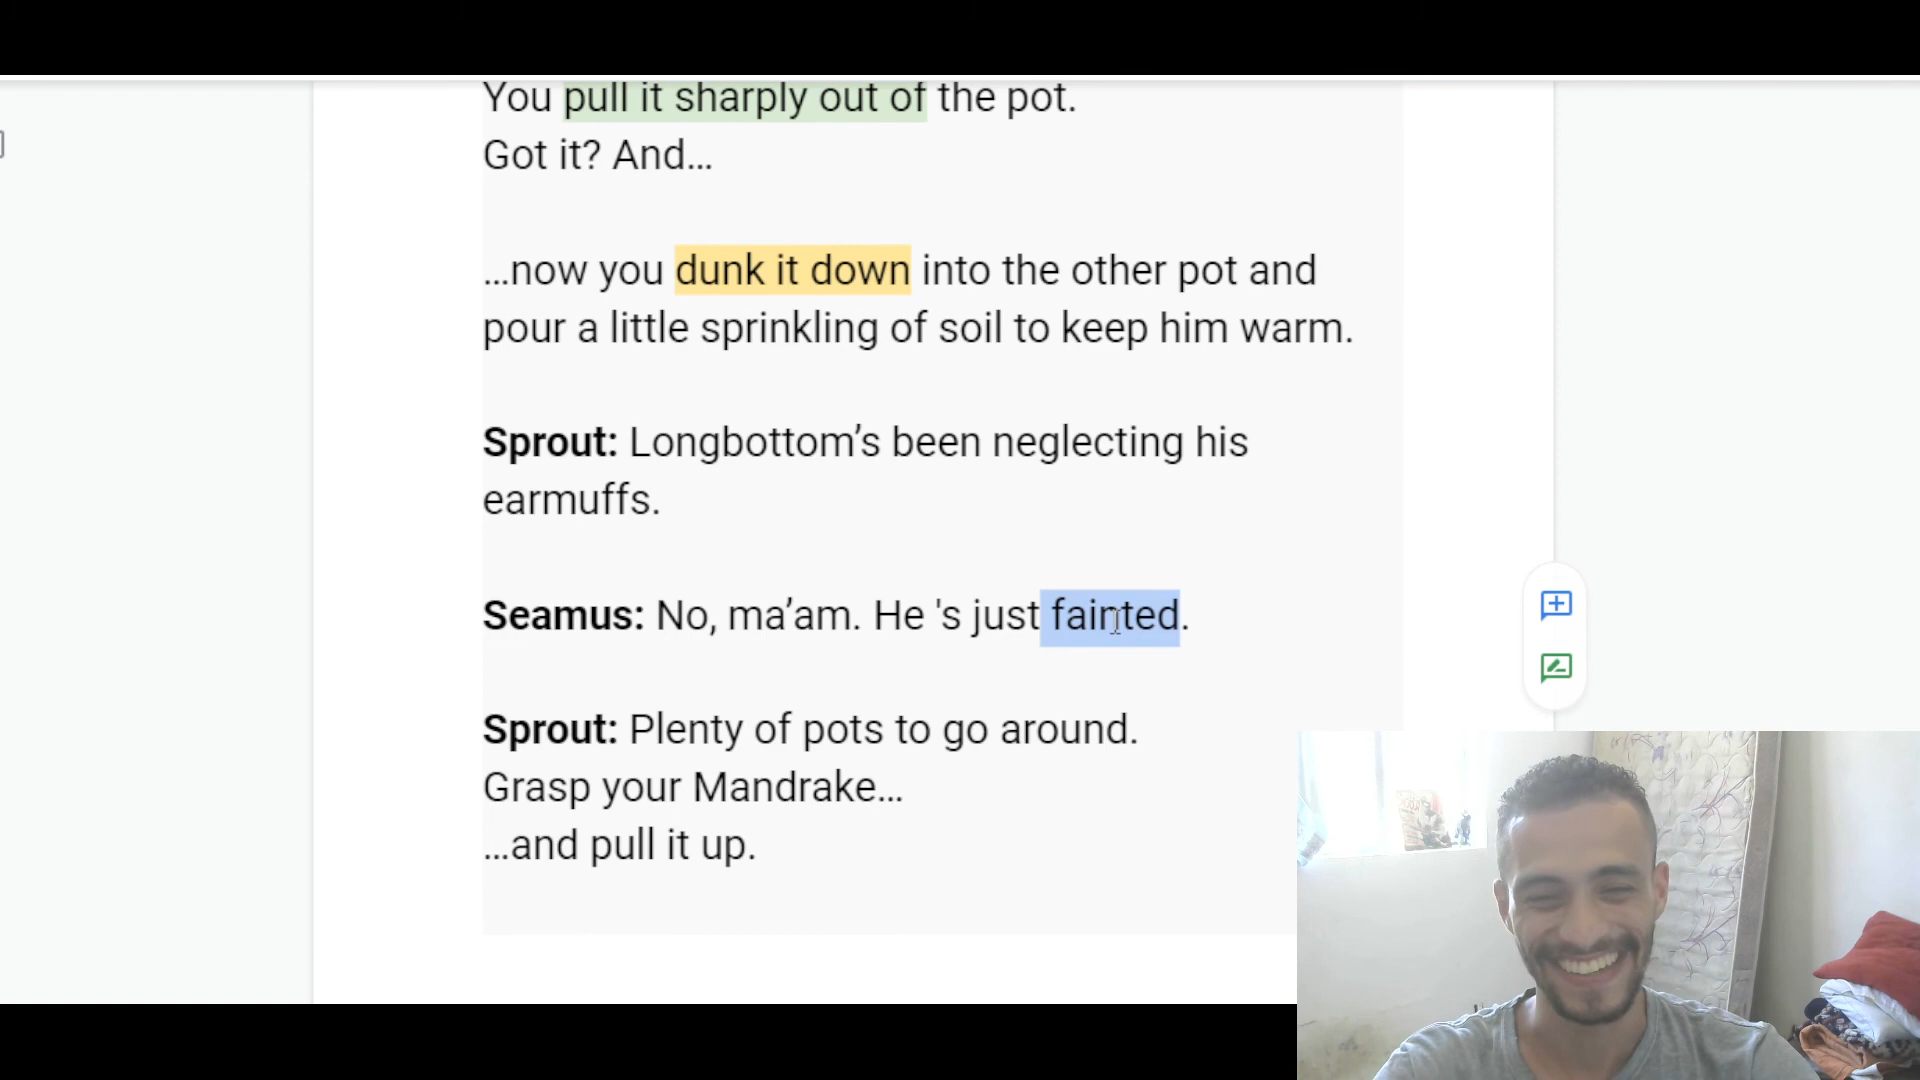 You pull it sharply out of the pot.
Got it? And…
…now you dunk it down into the other pot and
pour a little sprinkling of soil to keep him warm.
Sprout: Longbottom’s been neglecting his
earmuffs.
Seamus: No, ma’am. He 's just fainted.
Sprout: Plenty of pots to go around.
Grasp your Mandrake…
…and pull it up.